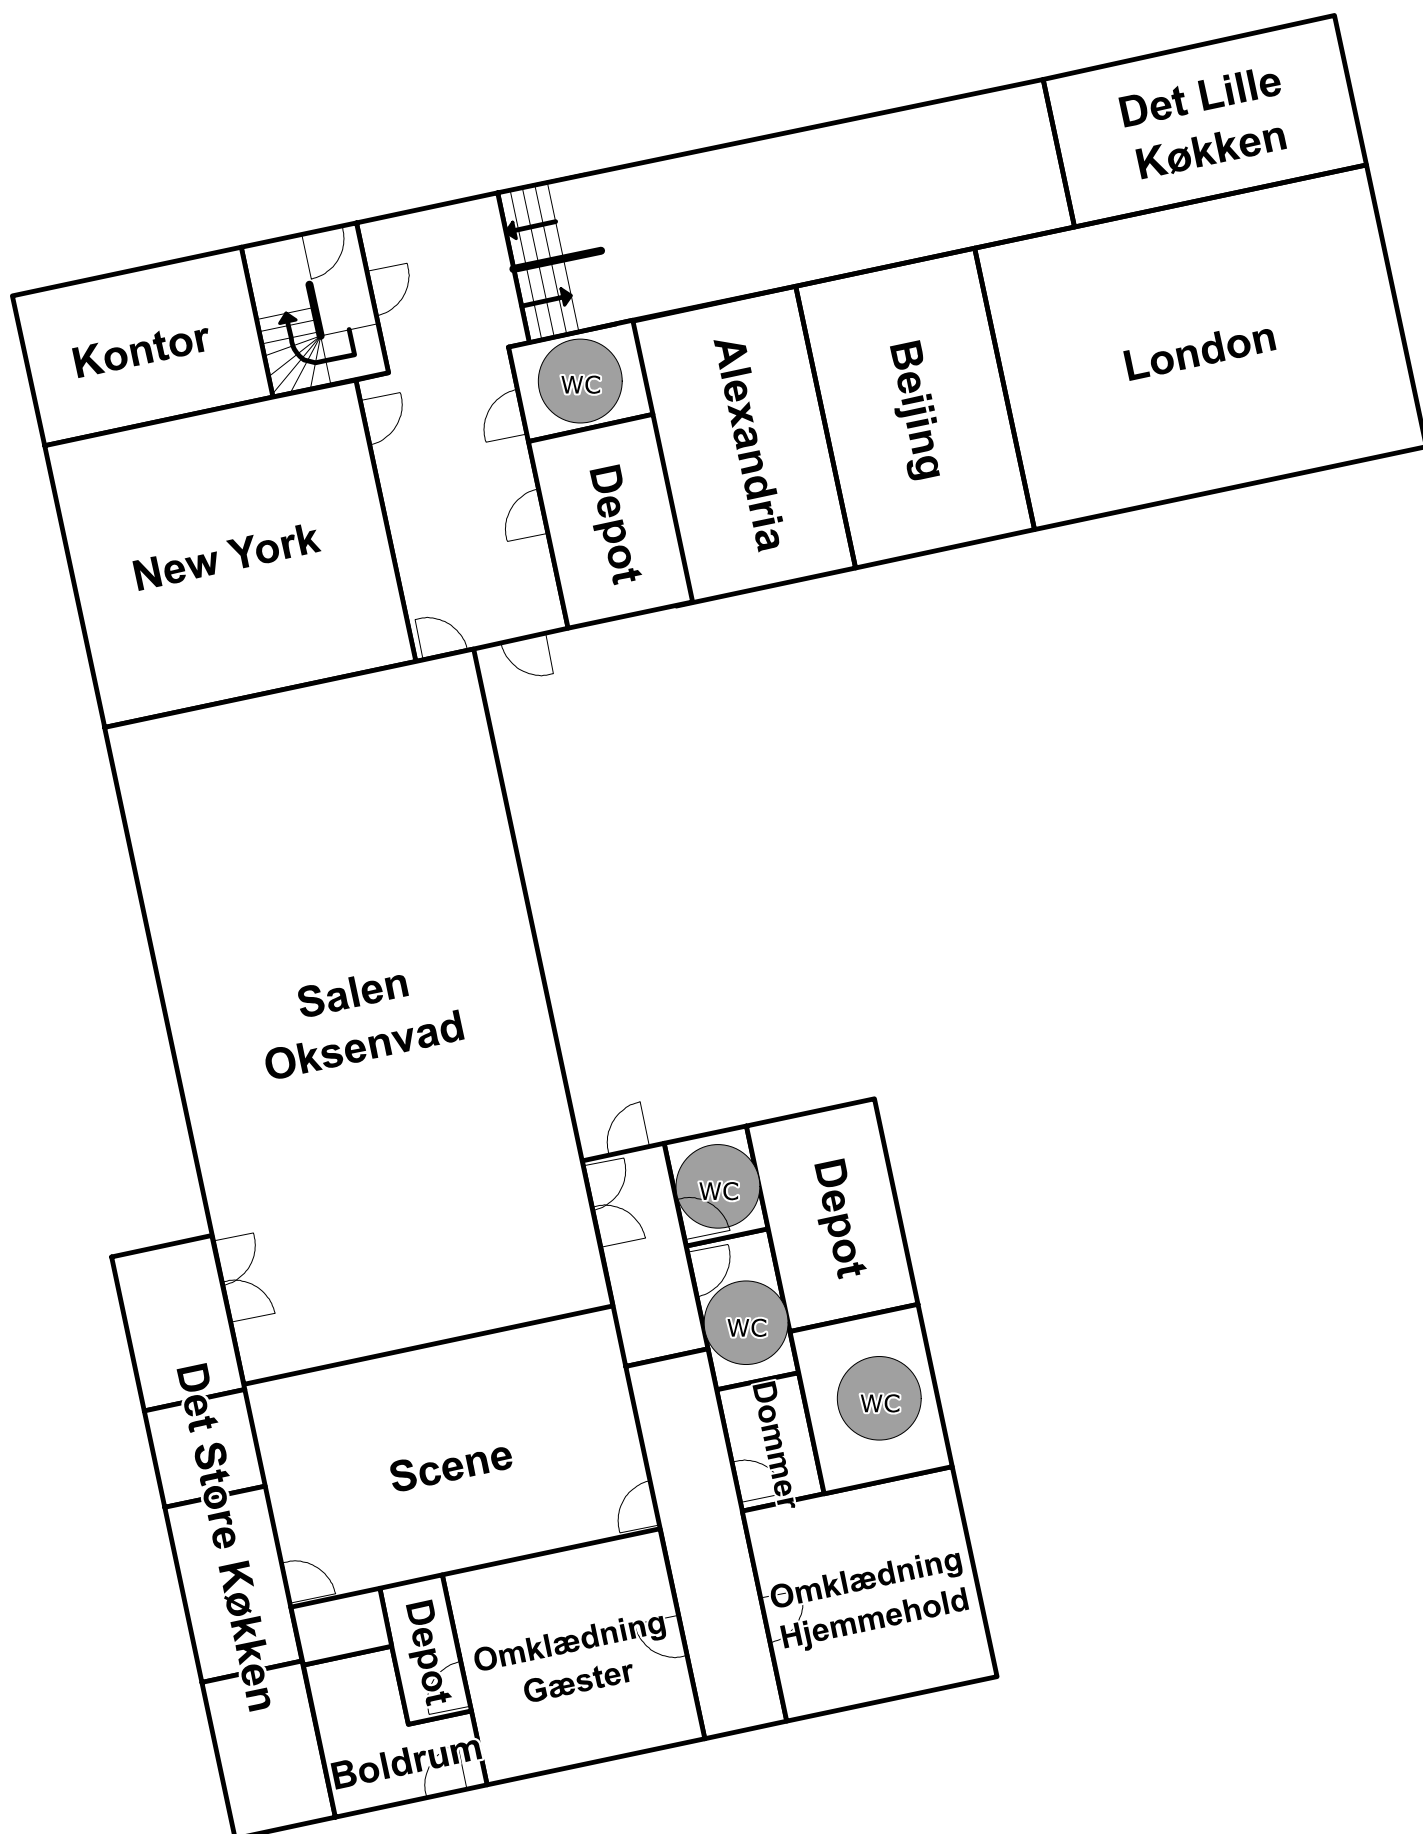 Det Lille
Køkken
Kontor
WC
Alexandria
Beijing
London
New York
Depot
Salen
Oksenvad
WC
Depot
WC
Det Store Køkken
WC
Dommer
Scene
Omklædning
Hjemmehold
Depot
Omklædning
Gæster
Boldrum